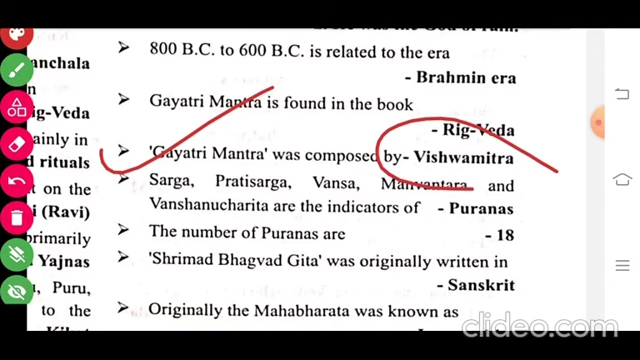 800 B.C. to 600 B.C. is related to the era
- Brahmin era
Gayatri Mantra is found in the book
- Rig-Veda
'Gayatri Mantra' was composed by- Vishwamitra
Sarga, Pratisarga, Vansa, Manvantara and
Vanshanucharita are the indicators of - Puranas
The number of Puranas are - 18
'Shrimad Bhagvad Gita' was originally written in
- Sanskrit
Originally the Mahabharata was known as
anchala
n
ig-Veda
ainly in
d rituals
t on the
i (Ravi)
primarily
Yajnas
u, Puru,
to the
clideo.com